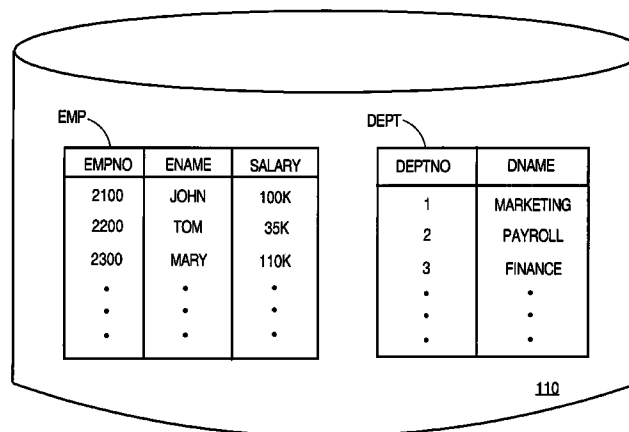 EMP
EMPNO ENAME SALARY
2100 JOHN 100K
2200 TOM 35K
2300 MARY 110K
DEPT
DEPTNO DNAME
1 MARKETING
2 PAYROLL
3 FINANCE
110